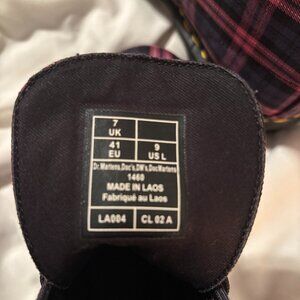 7
UK
41
EU
9
US L
Dr.Martens,Doc's,DM's,DocMartens
1460
MADE IN LAOS
Fabriqué au Laos
LA004
CL 02 A